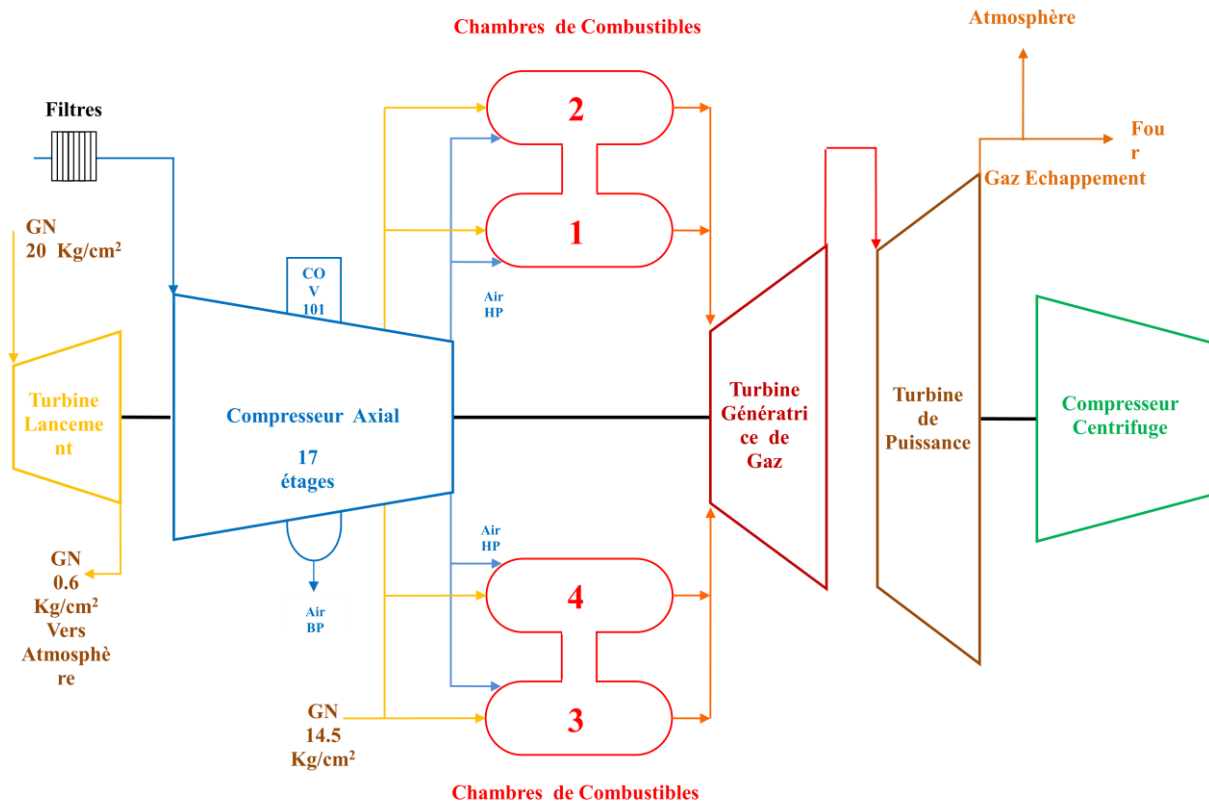 Atmosphère
Chambres de Combustibles
Filtres
2
Fou
r
Gaz Echappement
GN
20 Kg/cm²
1
CO
V
101
Air
HP
Turbine
Lanceme
nt
Compresseur Axial
17
étages
Turbine
Génératri
ce de
Gaz
Turbine
de
Puissance
Compresseur
Centrifuge
Air
HP
GN
0.6
Kg/cm²
Vers
Atmosphè
re
4
Air
BP
GN
14.5
Kg/cm²
3
Chambres de Combustibles